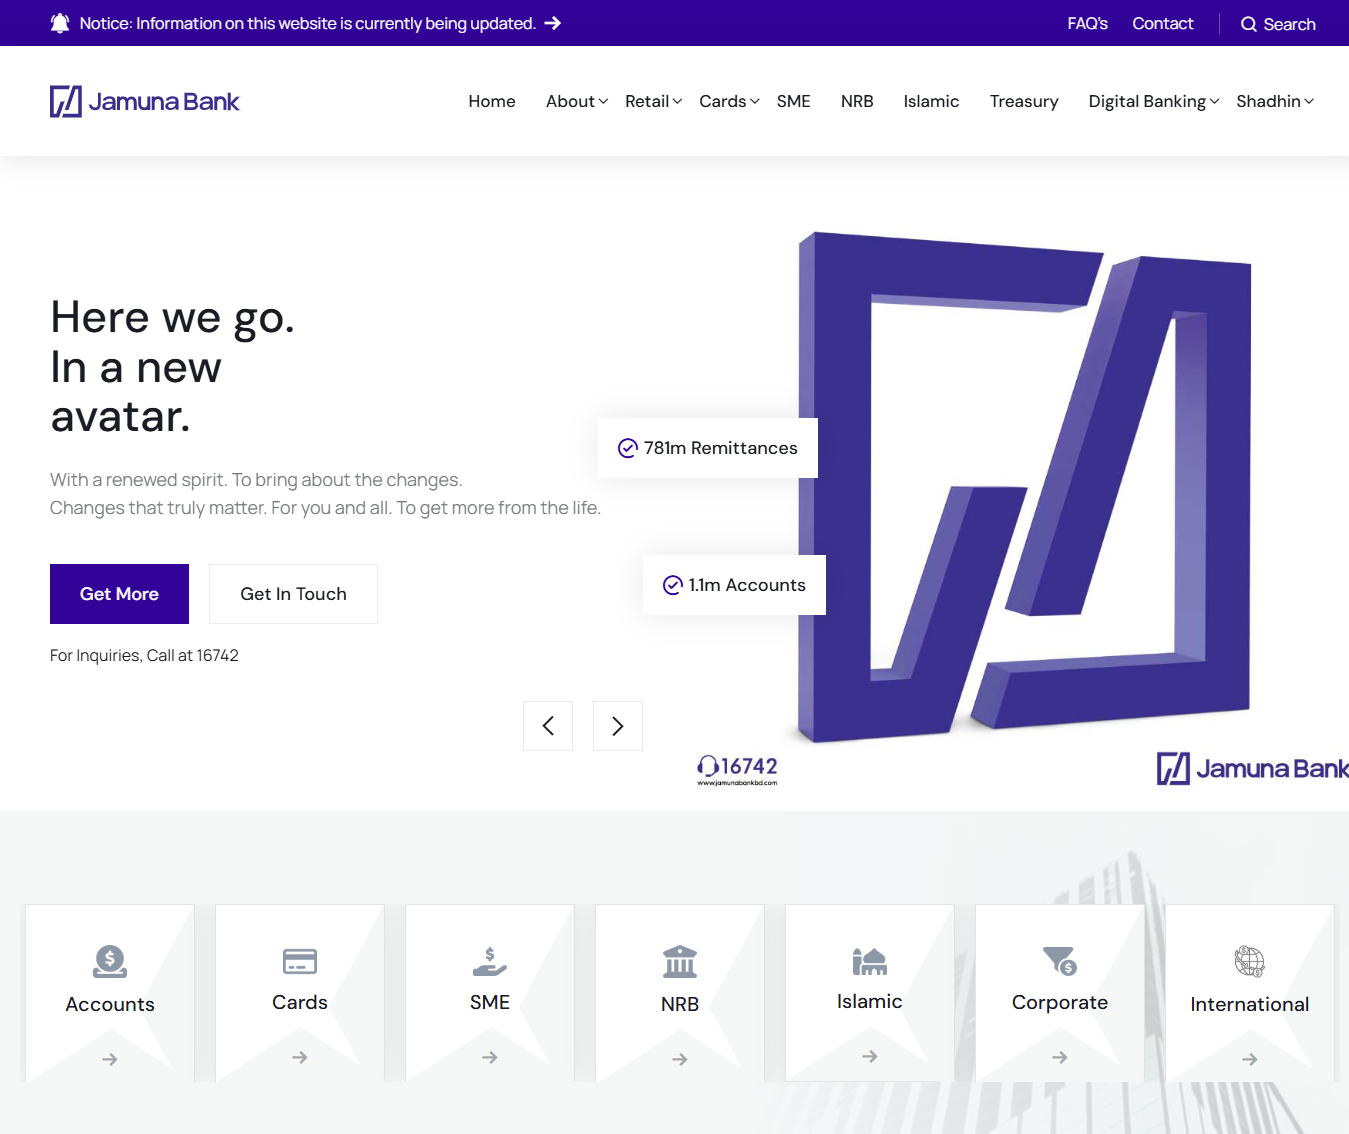 Notice: Information on this website is currently being updated.
FAQ's
Contact
Search
Jamuna Bank
Home
About
Retail
Cards
SME
NRB
Islamic
Treasury
Digital Banking
Shadhin
Here we go.
In a new
avatar.
With a renewed spirit. To bring about the changes.
Changes that truly matter. For you and all. To get more from the life.
Get More
Get In Touch
For Inquiries, Call at 16742
781m Remittances
1.1m Accounts
16742
www.jamunabankbd.com
Jamuna Bank
Accounts
Cards
SME
NRB
Islamic
Corporate
International